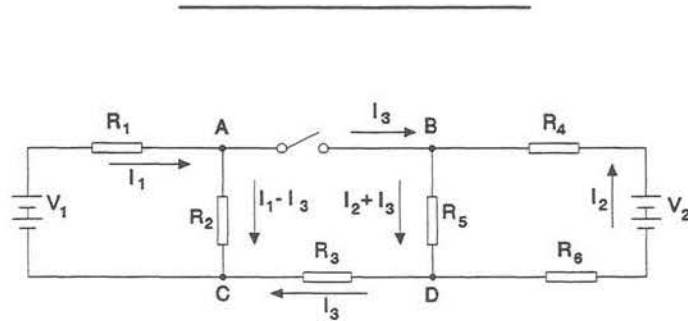 I₃
R₁ A B R₄
I₁
V₁ R₂ I₁ - I₃ I₂ + I₃ R₅ I₂ V₂
R₃ R₆
C D
I₃